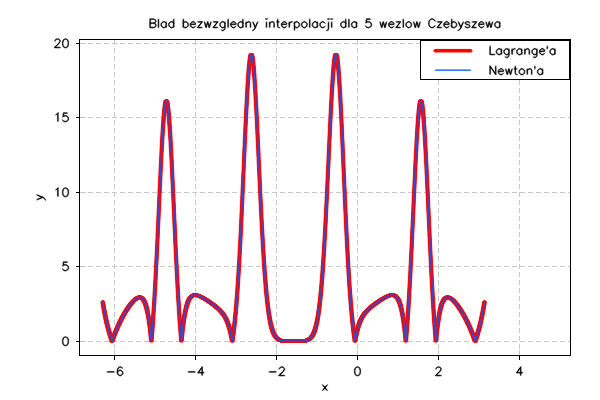 Blad bezwzgledny interpolacji dla 5 wezlow Czebyszewa
Lagrange'a
Newton'a
20
15
10
5
0
y
−6 −4 −2 0 2 4
x